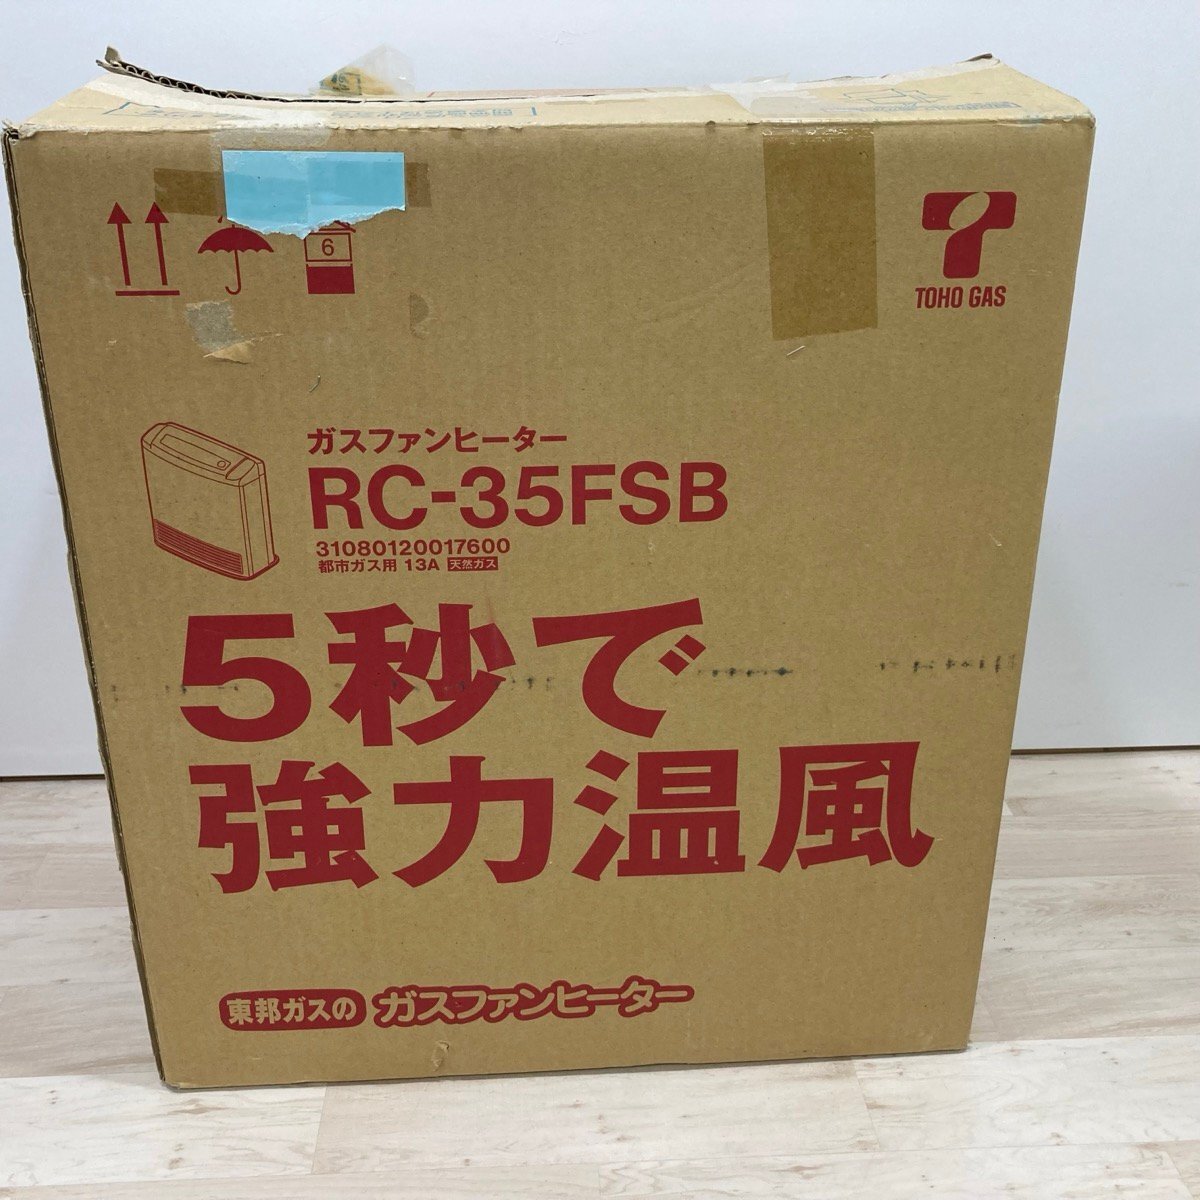 6
TOHO GAS
ガスファンヒーター
RC-35FSB
31080120017600
都市ガス用 13A 天然ガス
5秒で
強力温風
東邦ガスの ガスファンヒーター